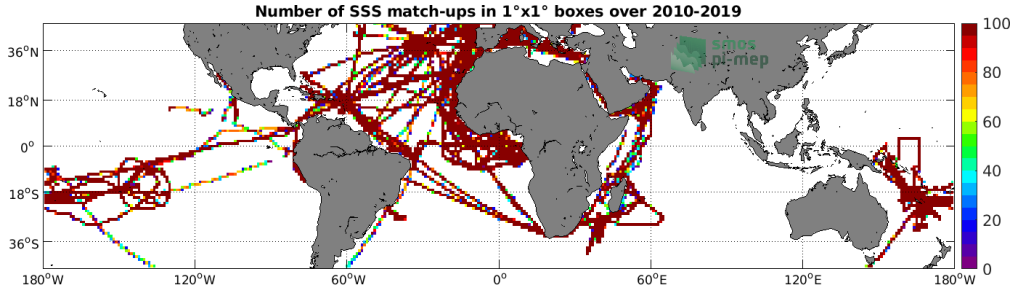 Number of SSS match-ups in 1°x1° boxes over 2010-2019
smos
pi-mep
36°N
18°N
0°
18°S
36°S
180°W
120°W
60°W
0°
60°E
120°E
180°W
100
80
60
40
20
0